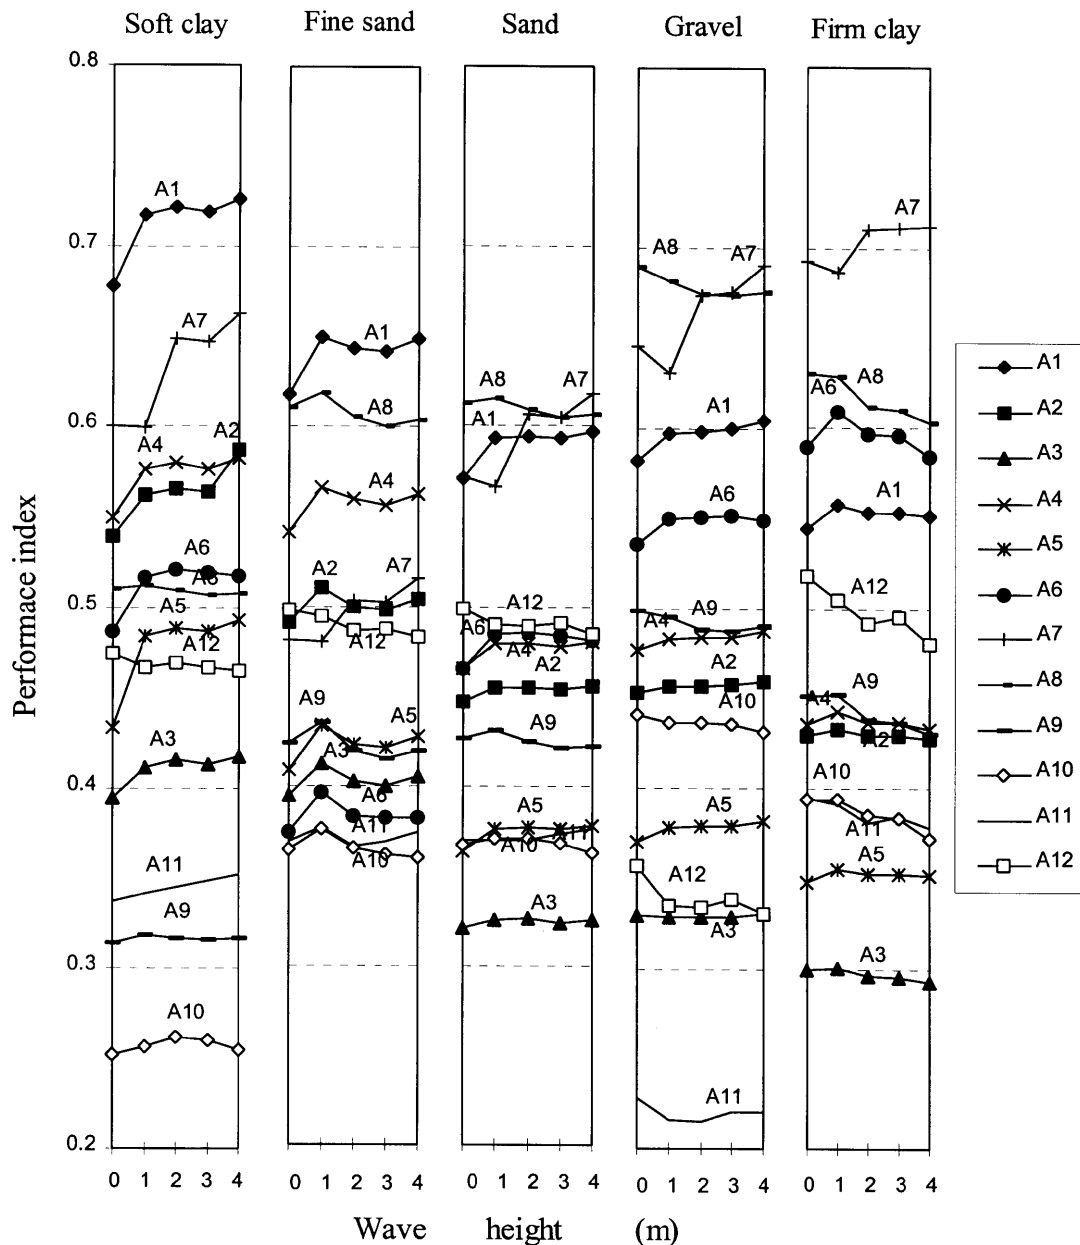 Soft clay Fine sand Sand Gravel Firm clay
Performace index
0.8
0.7
0.6
0.5
0.4
0.3
0.2
A1
A7
A4
A2
A6
A5
A12
A3
A11
A9
A10
A1
A8
A4
A2
A7
A12
A9
A5
A3
A6
A11
A10
A8
A7
A1
A12
A6
A4
A2
A9
A5
A10
A3
A8
A7
A1
A6
A9
A4
A2
A10
A5
A12
A3
A11
A7
A8
A6
A1
A12
A9
A4
A2
A10
A11
A5
A3
A1
A2
A3
A4
A5
A6
A7
A8
A9
A10
A11
A12
0 1 2 3 4 0 1 2 3 4 0 1 2 3 4 0 1 2 3 4 0 1 2 3 4
Wave height (m)